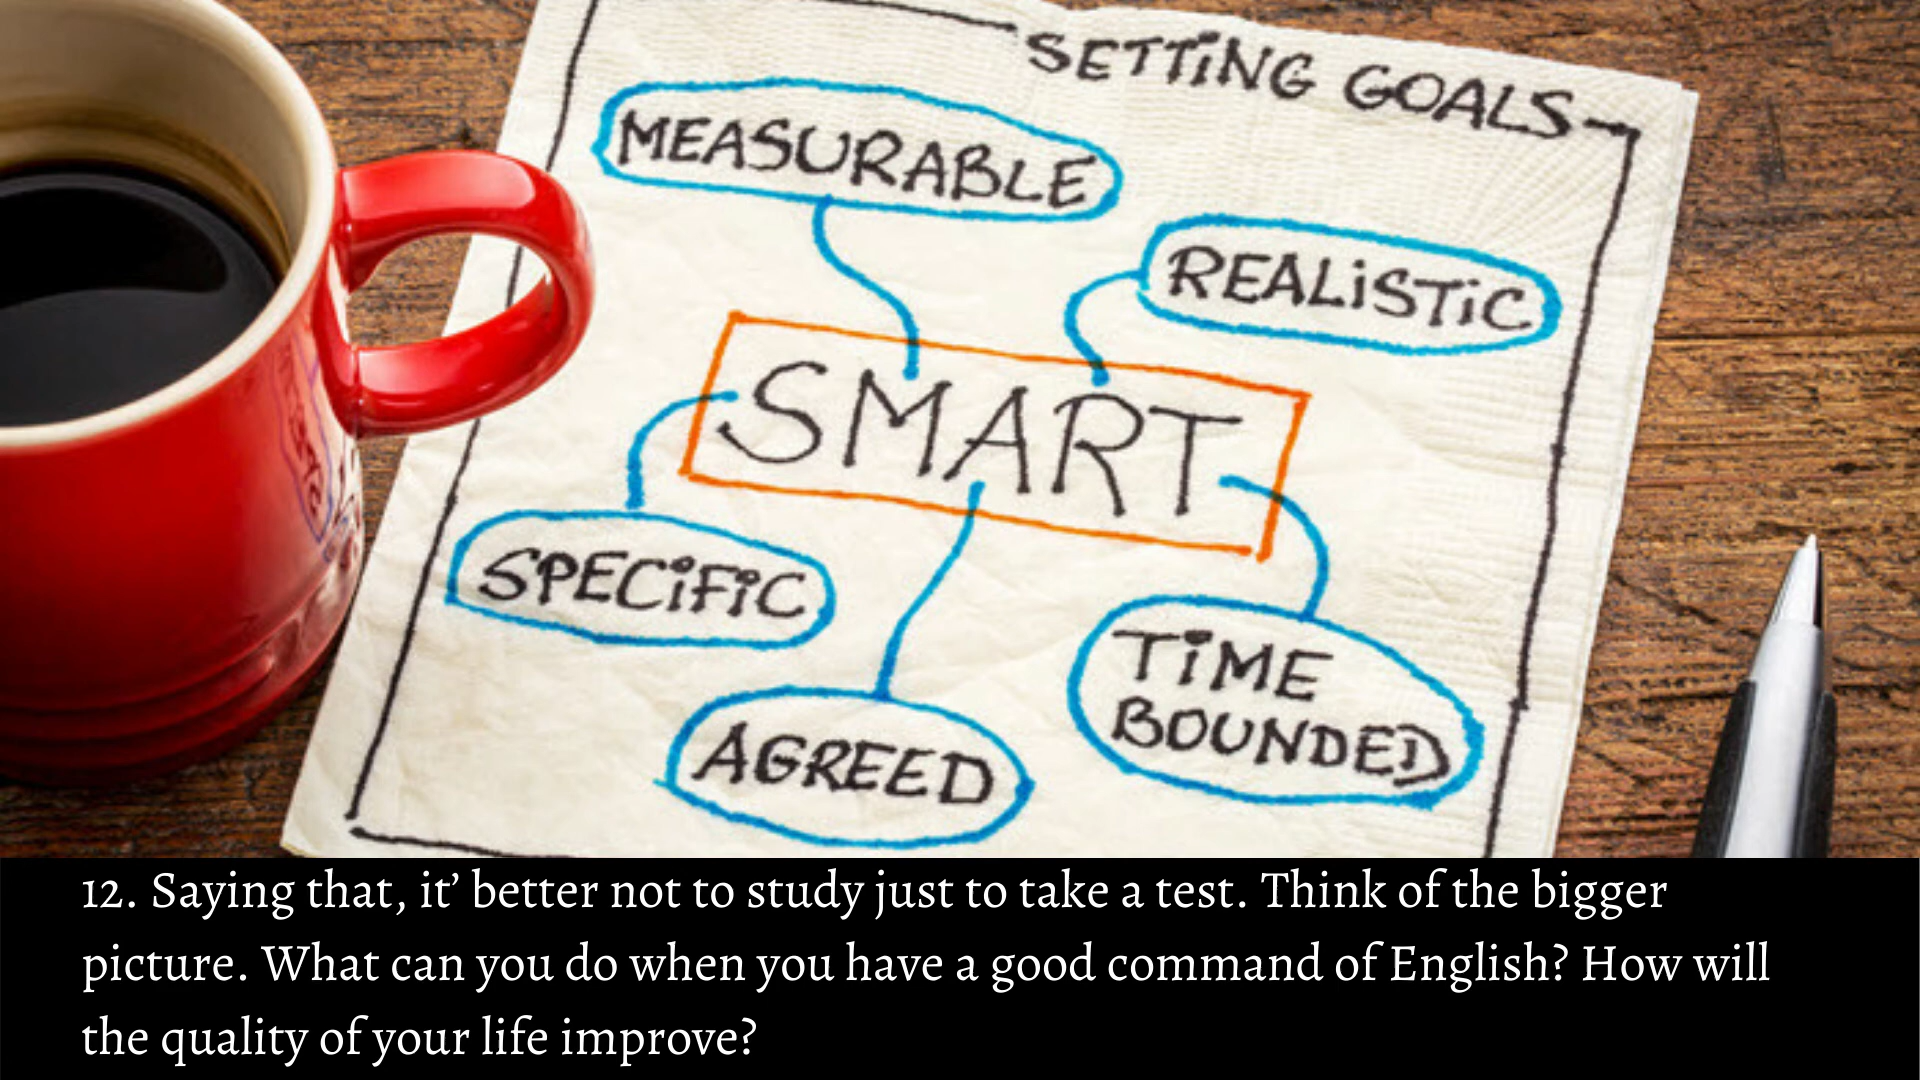 SETTiNG GOALS
MEASURABLE
REALiSTiC
SMART
SPECiFiC
TiME
BOUNDED
AGREED
12. Saying that, it’ better not to study just to take a test. Think of the bigger
picture. What can you do when you have a good command of English? How will
the quality of your life improve?